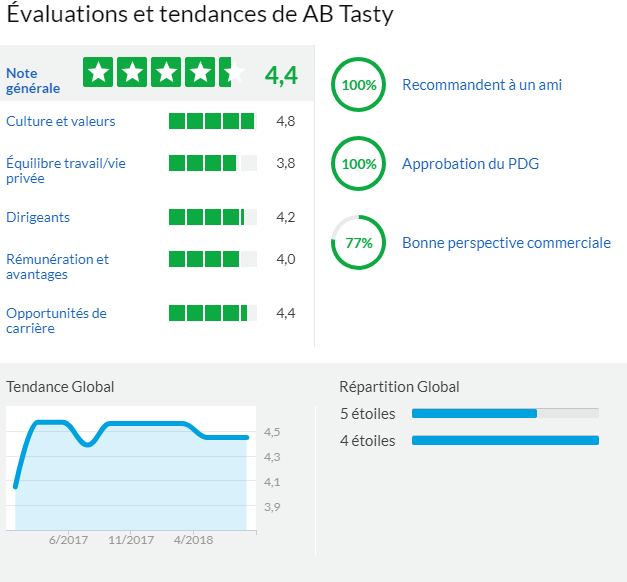 Évaluations et tendances de AB Tasty
Note
générale
4,4
Culture et valeurs
4,8
Équilibre travail/vie
privée
3,8
Dirigeants
4,2
Rémunération et
avantages
4,0
Opportunités de
carrière
4,4
100%
Recommandent à un ami
100%
Approbation du PDG
77%
Bonne perspective commerciale
Tendance Global
4,5
4,3
4,1
3,9
6/2017
11/2017
4/2018
Répartition Global
5 étoiles
4 étoiles